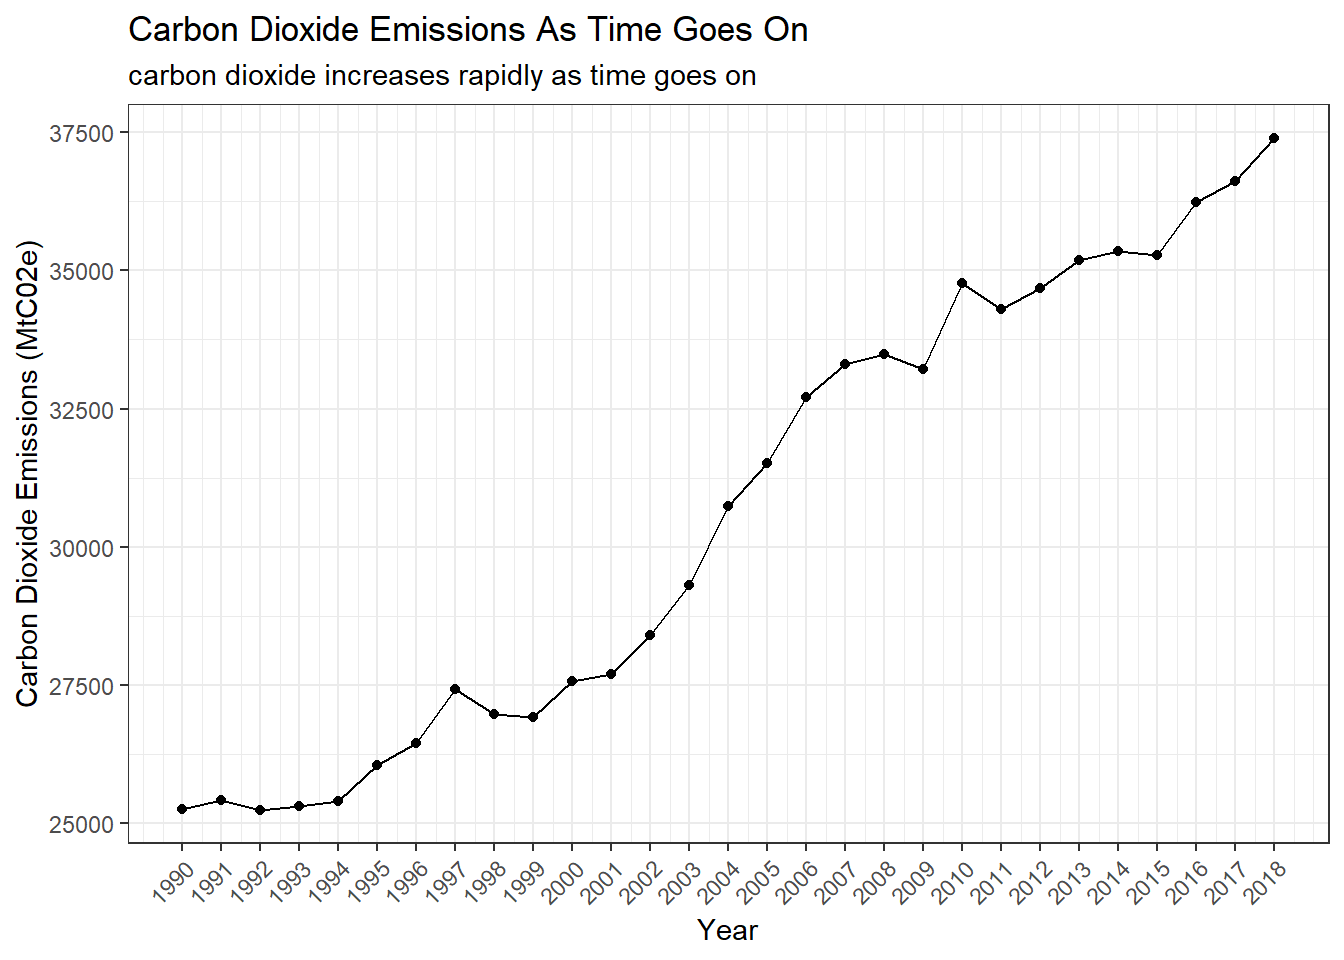 Carbon Dioxide Emissions As Time Goes On
carbon dioxide increases rapidly as time goes on
Carbon Dioxide Emissions (MtC02e)
37500
35000
32500
30000
27500
25000
1990 1991 1992 1993 1994 1995 1996 1997 1998 1999 2000 2001 2002 2003 2004 2005 2006 2007 2008 2009 2010 2011 2012 2013 2014 2015 2016 2017 2018
Year